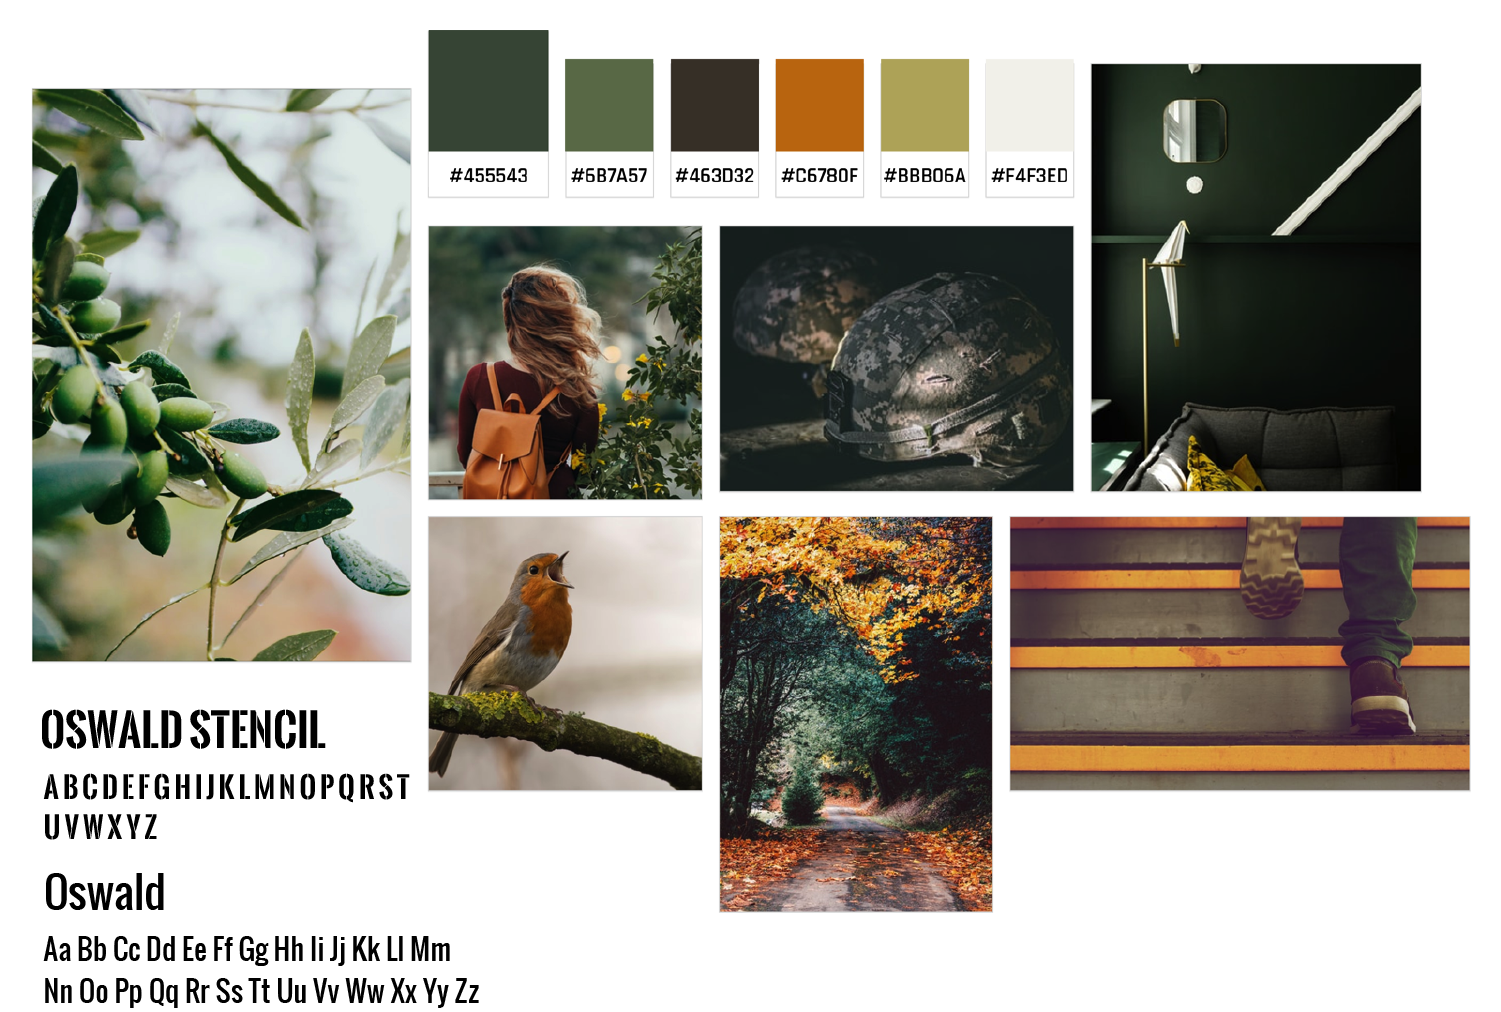 #455543
#6B7A57
#463D32
#C6780F
#BBB06A
#F4F3ED
OSWALD STENCIL
ABCDEFGHIJKLMNOPQRST
UVWXYZ
Oswald
Aa Bb Cc Dd Ee Ff Gg Hh Ii Jj Kk Ll Mm
Nn Oo Pp Qq Rr Ss Tt Uu Vv Ww Xx Yy Zz